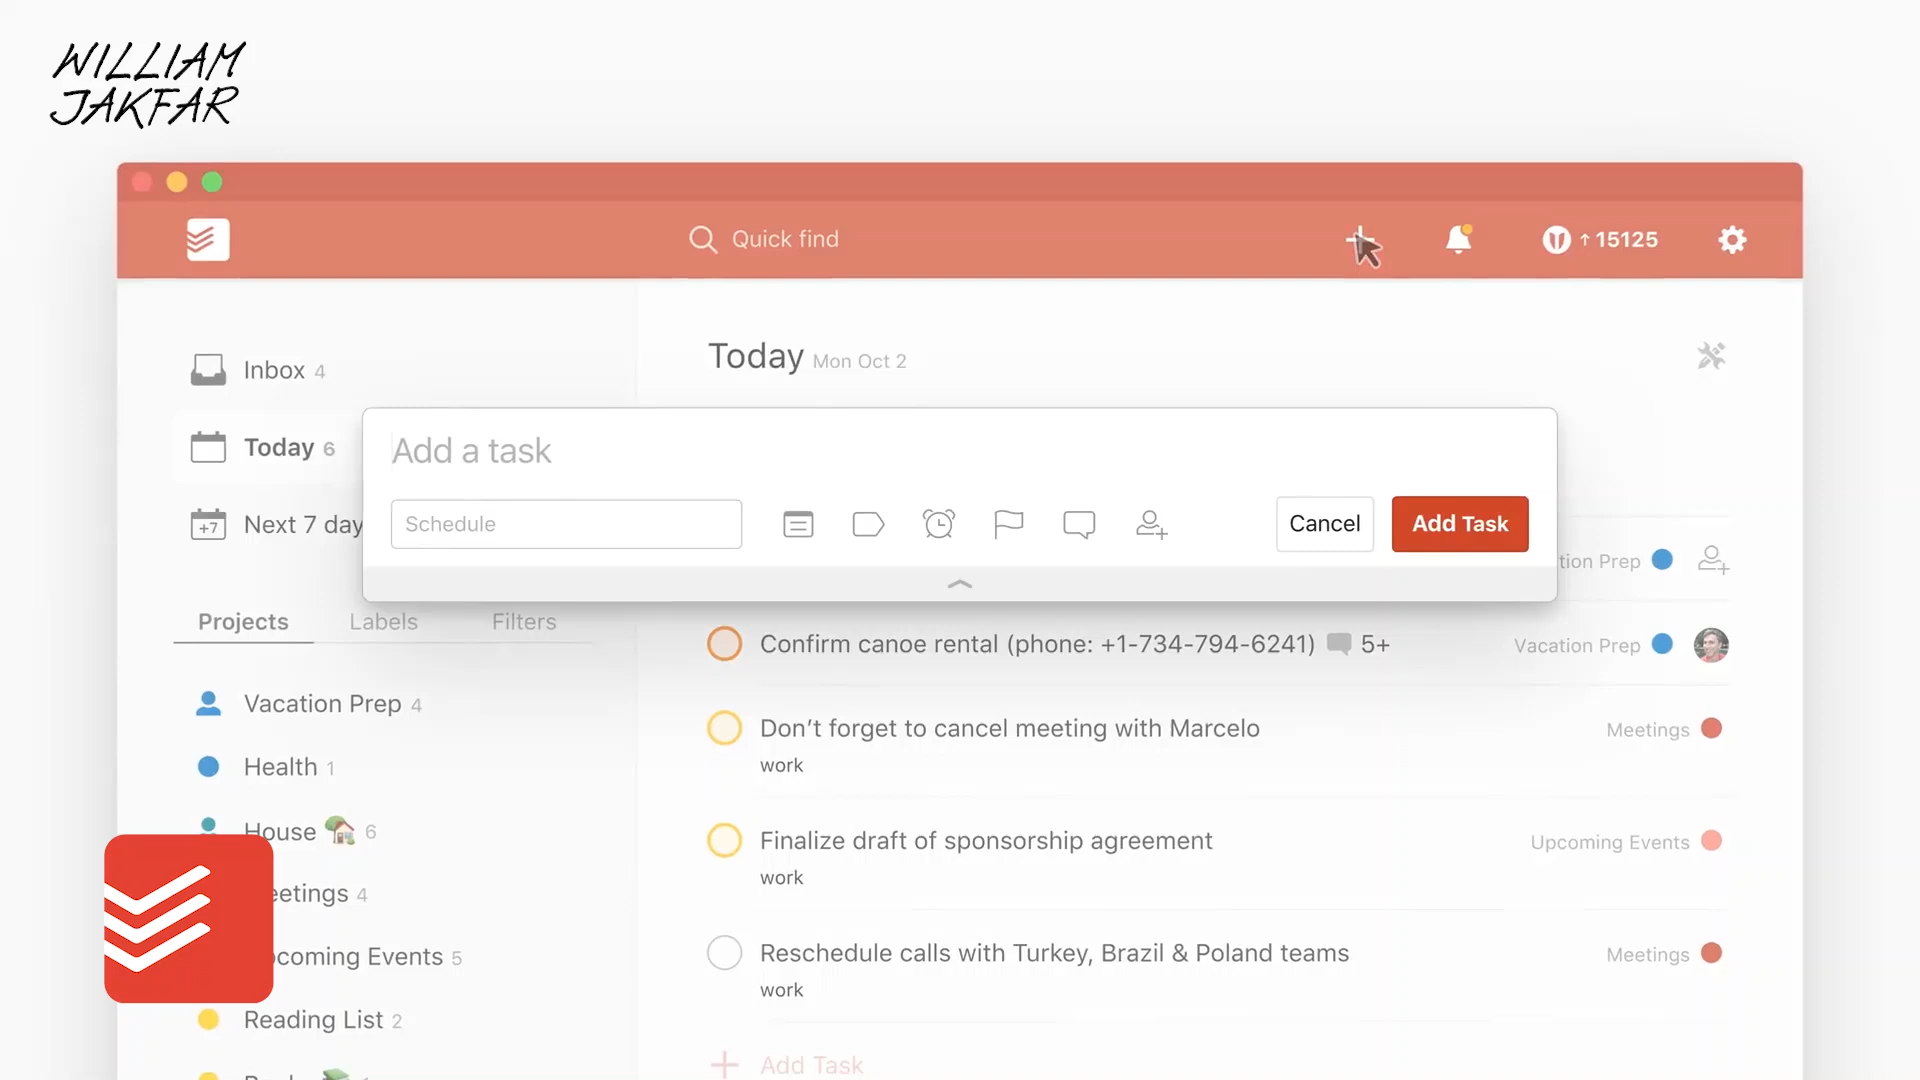 WILLIAM
JAKFAR
Quick find
↑ 15125
Inbox 4
Today 6
Next 7 day
Projects
Labels
Filters
Vacation Prep 4
Health 1
House 6
eetings 4
coming Events 5
Reading List 2
Today Mon Oct 2
Add a task
Schedule
Cancel
Add Task
tion Prep
Confirm canoe rental (phone: +1-734-794-6241) 5+
Vacation Prep
Don’t forget to cancel meeting with Marcelo
work
Meetings
Finalize draft of sponsorship agreement
work
Upcoming Events
Reschedule calls with Turkey, Brazil & Poland teams
work
Meetings
+ Add Task